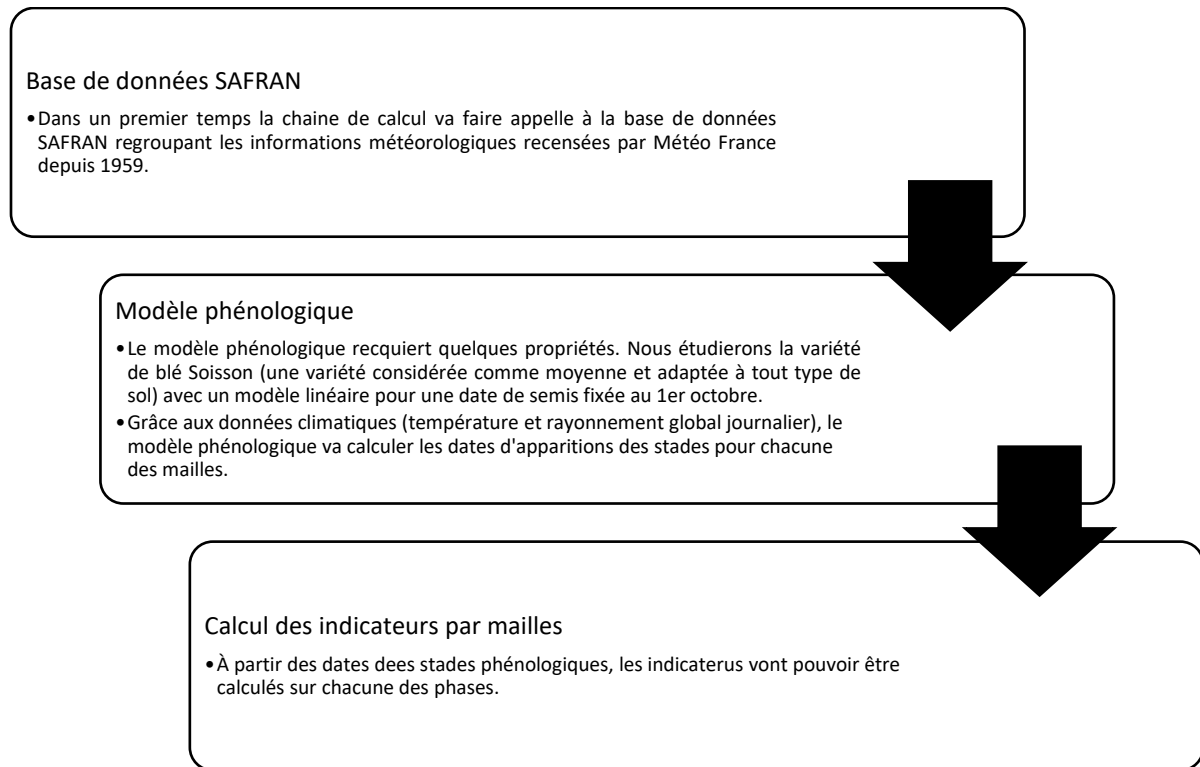 Base de données SAFRAN
•Dans un premier temps la chaine de calcul va faire appelle à la base de données
SAFRAN regroupant les informations météorologiques recensées par Météo France
depuis 1959.
Modèle phénologique
•Le modèle phénologique recquiert quelques propriétés. Nous étudierons la variété
de blé Soisson (une variété considérée comme moyenne et adaptée à tout type de
sol) avec un modèle linéaire pour une date de semis fixée au 1er octobre.
•Grâce aux données climatiques (température et rayonnement global journalier), le
modèle phénologique va calculer les dates d'apparitions des stades pour chacune
des mailles.
Calcul des indicateurs par mailles
•À partir des dates dees stades phénologiques, les indicaterus vont pouvoir être
calculés sur chacune des phases.